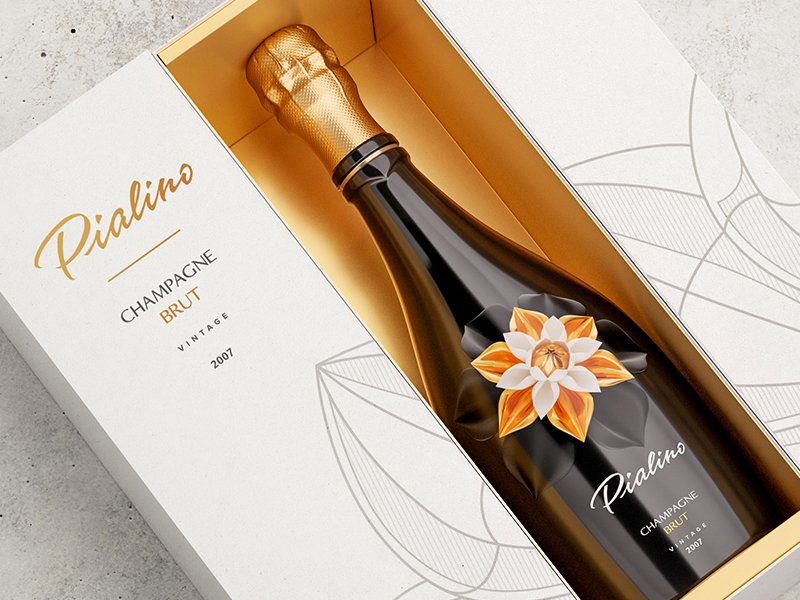 Pialino
CHAMPAGNE
BRUT
VINTAGE
2007
Pialino
CHAMPAGNE
BRUT
VINTAGE
2007